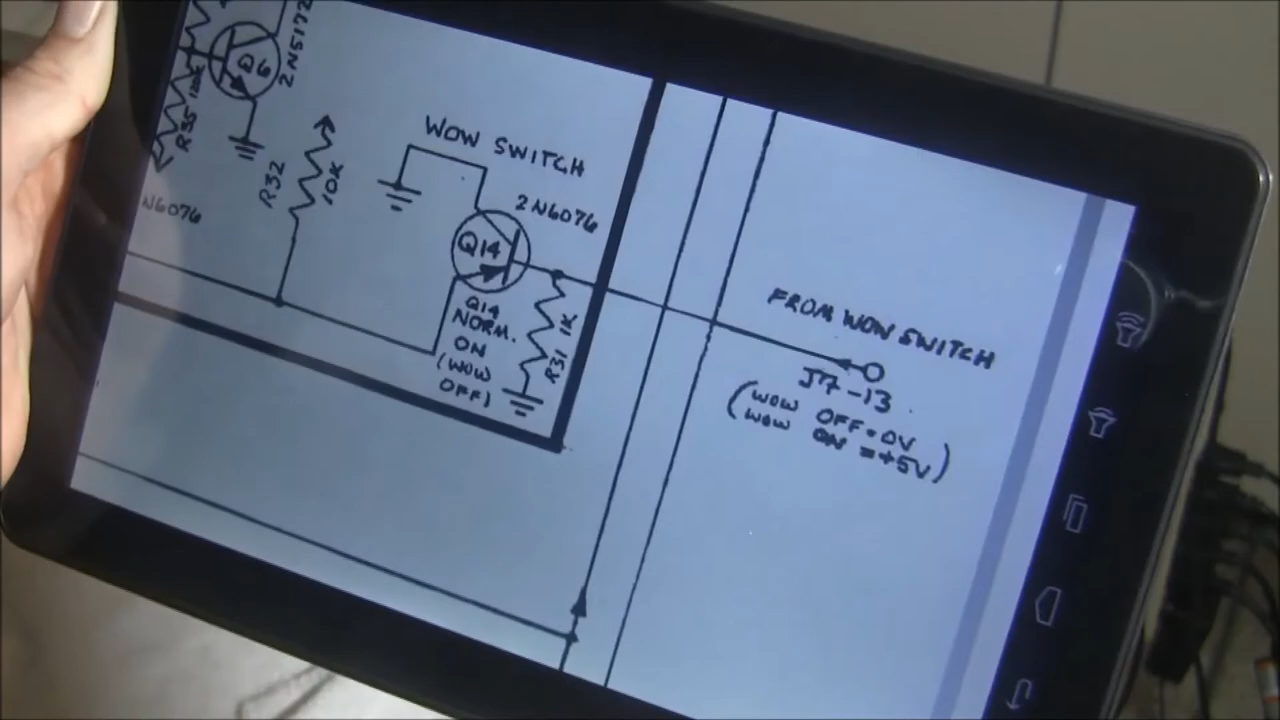 2N5172
Q6
120K
R35
N6076
R32
10K
WOW SWITCH
2N6076
Q14
Q14
NORM.
ON
(WOW
OFF)
R31 1K
FROM WOW SWITCH
J7-13
(WOW OFF=0V
WOW ON =+5V)